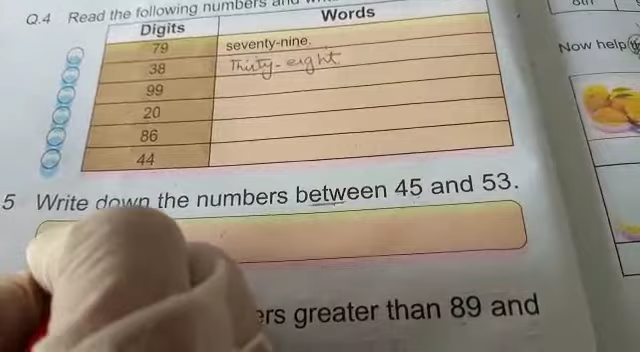 Q.4 Read the following numbers and
Digits Words
79 seventy-nine.
38 Thirty-eight
99
20
86
44
5 Write down the numbers between 45 and 53.
greater than 89 and
8th
Now help